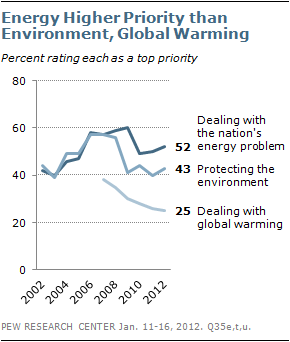 Energy Higher Priority than
Environment, Global Warming
Percent rating each as a top priority
80
60
40
20
0
52 Dealing with
the nation's
energy problem
43 Protecting the
environment
25 Dealing with
global warming
2002
2004
2006
2008
2010
2012
PEW RESEARCH CENTER Jan. 11-16, 2012. Q35e,t,u.